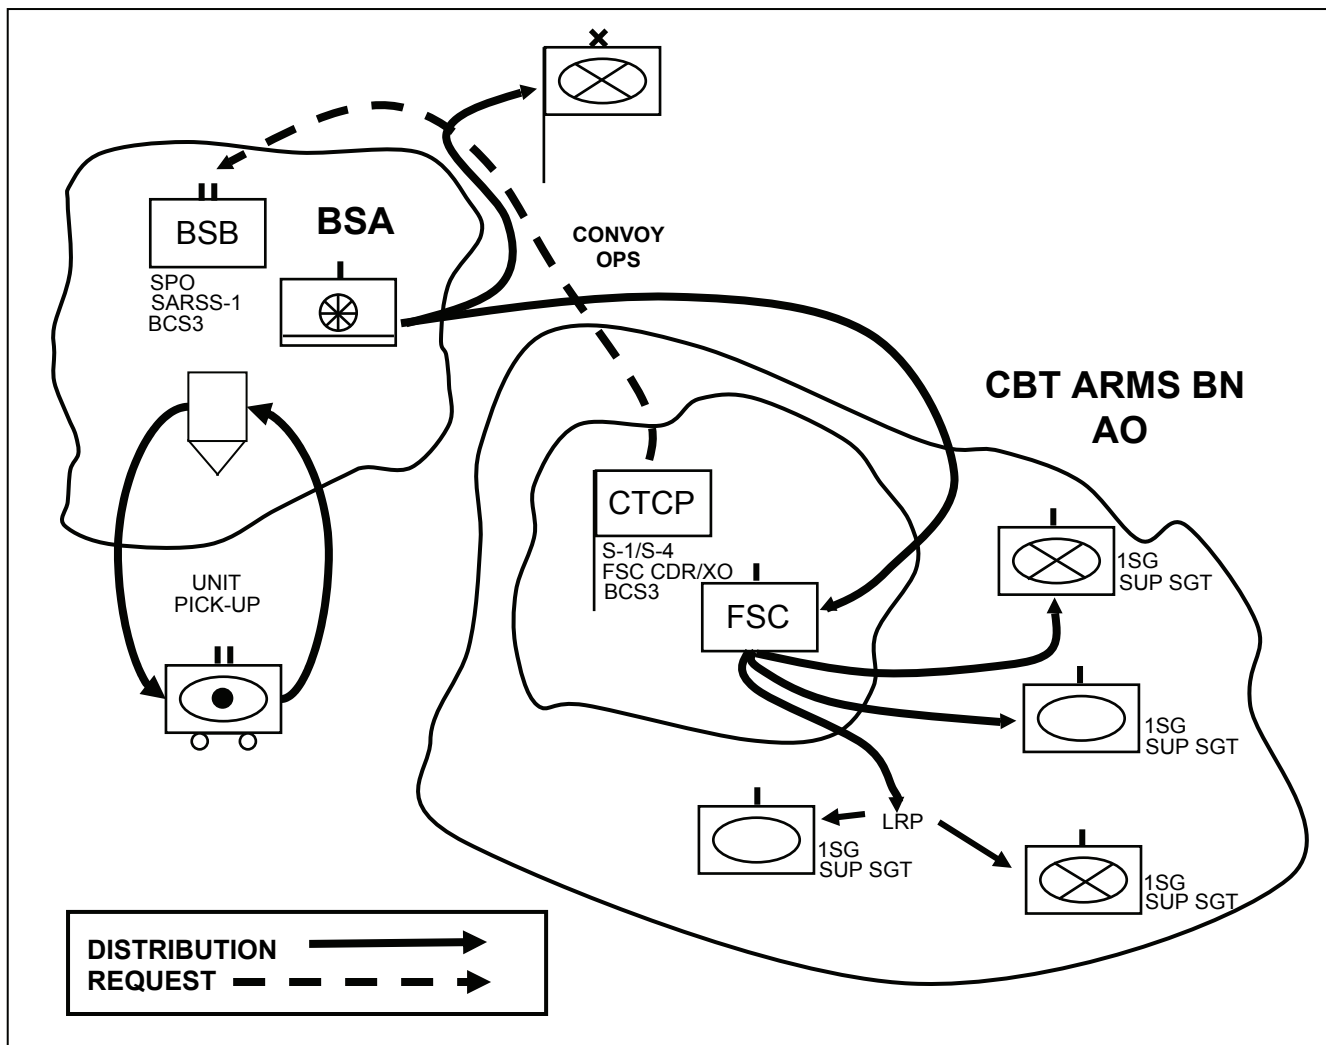 BSB
SPO
SARSS-1
BCS3
BSA
CONVOY
OPS
CBT ARMS BN
AO
CTCP
S-1/S-4
FSC CDR/XO
BCS3
FSC
UNIT
PICK-UP
1SG
SUP SGT
1SG
SUP SGT
LRP
1SG
SUP SGT
1SG
SUP SGT
DISTRIBUTION
REQUEST